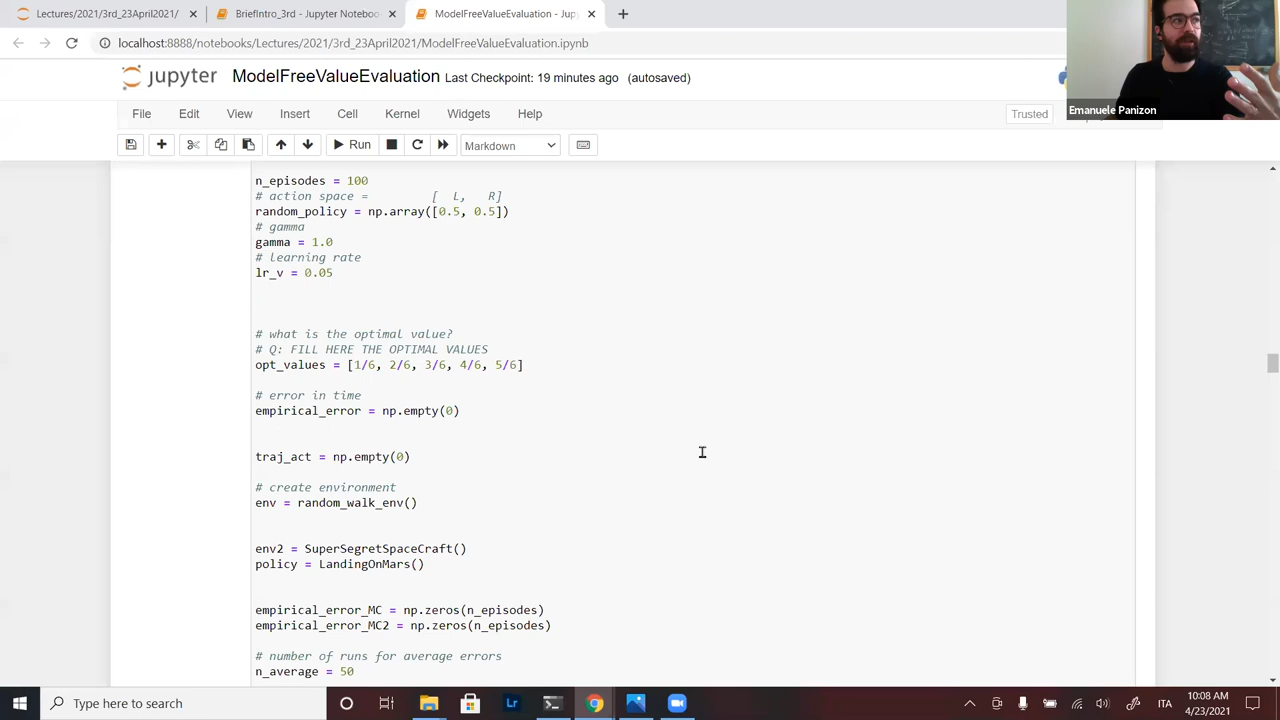 Lectures/2021/3rd_23April2021/
BriefIntro_3rd - Jupyter Noteboo
ModelFreeValueEvaluation - Jup
localhost:8888/notebooks/Lectures/2021/3rd_23April2021/ModelFreeValueEvaluation.ipynb
jupyter ModelFreeValueEvaluation Last Checkpoint: 19 minutes ago (autosaved)
Emanuele Panizon
File Edit View Insert Cell Kernel Widgets Help
Trusted
Run Markdown
n_episodes = 100
# action space = [ L, R]
random_policy = np.array([0.5, 0.5])
# gamma
gamma = 1.0
# learning rate
lr_v = 0.05
# what is the optimal value?
# Q: FILL HERE THE OPTIMAL VALUES
opt_values = [1/6, 2/6, 3/6, 4/6, 5/6]
# error in time
empirical_error = np.empty(0)
traj_act = np.empty(0)
# create environment
env = random_walk_env()
env2 = SuperSegretSpaceCraft()
policy = LandingOnMars()
empirical_error_MC = np.zeros(n_episodes)
empirical_error_MC2 = np.zeros(n_episodes)
# number of runs for average errors
n_average = 50
Type here to search
ITA
10:08 AM
4/23/2021